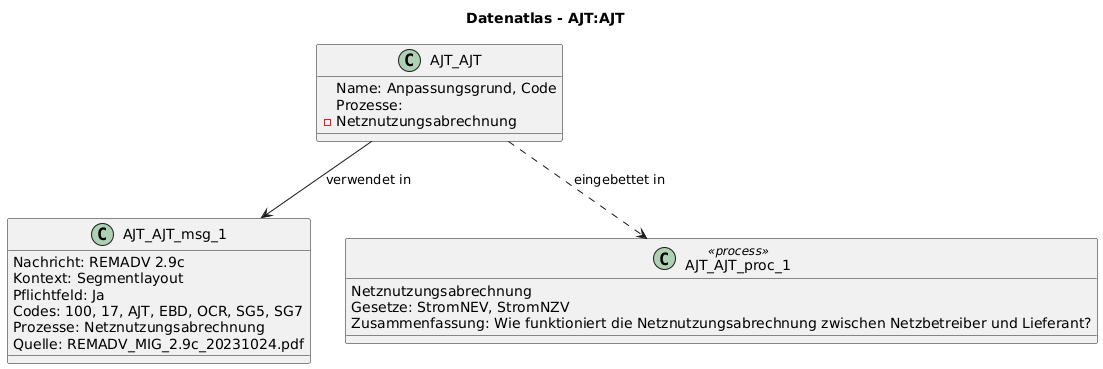 Datenatlas - AJT:AJT
C AJT_AJT
Name: Anpassungsgrund, Code
Prozesse:
Netznutzungsabrechnung
verwendet in
eingebettet in
C AJT_AJT_msg_1
Nachricht: REMADV 2.9c
Kontext: Segmentlayout
Pflichtfeld: Ja
Codes: 100, 17, AJT, EBD, OCR, SG5, SG7
Prozesse: Netznutzungsabrechnung
Quelle: REMADV_MIG_2.9c_20231024.pdf
«process»
C AJT_AJT_proc_1
Netznutzungsabrechnung
Gesetze: StromNEV, StromNZV
Zusammenfassung: Wie funktioniert die Netznutzungsabrechnung zwischen Netzbetreiber und Lieferant?